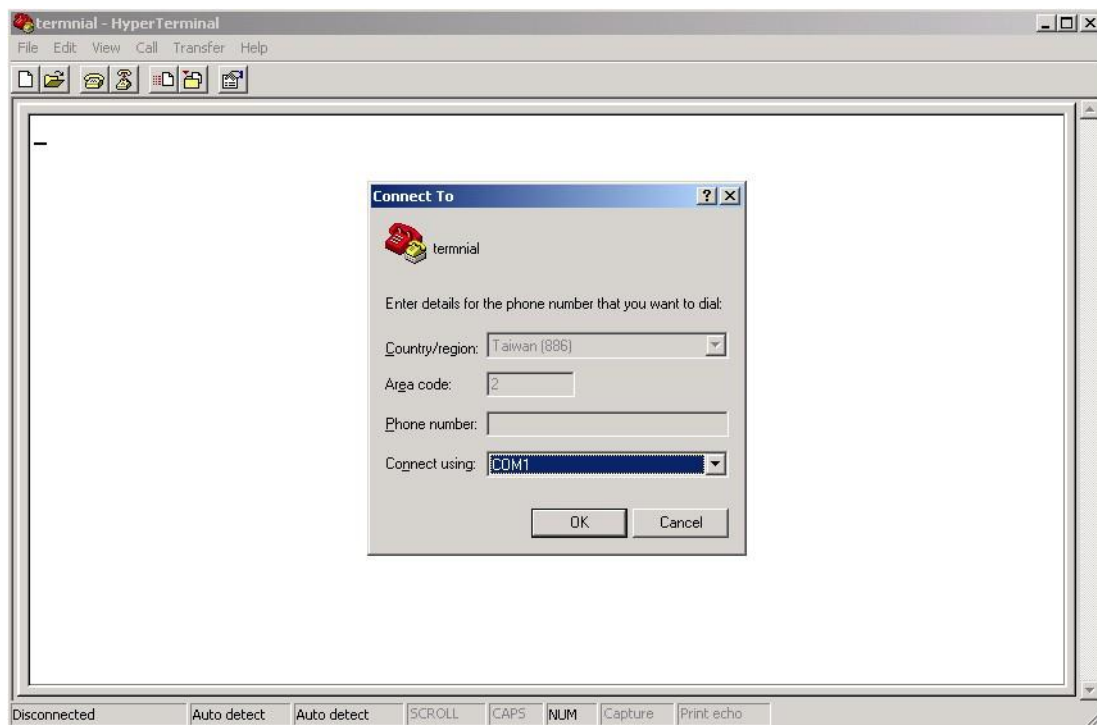 termnial - HyperTerminal
File Edit View Call Transfer Help
Connect To
termnial
Enter details for the phone number that you want to dial:
Country/region: Taiwan (886)
Area code: 2
Phone number:
Connect using: COM1
OK Cancel
Disconnected Auto detect Auto detect SCROLL CAPS NUM Capture Print echo